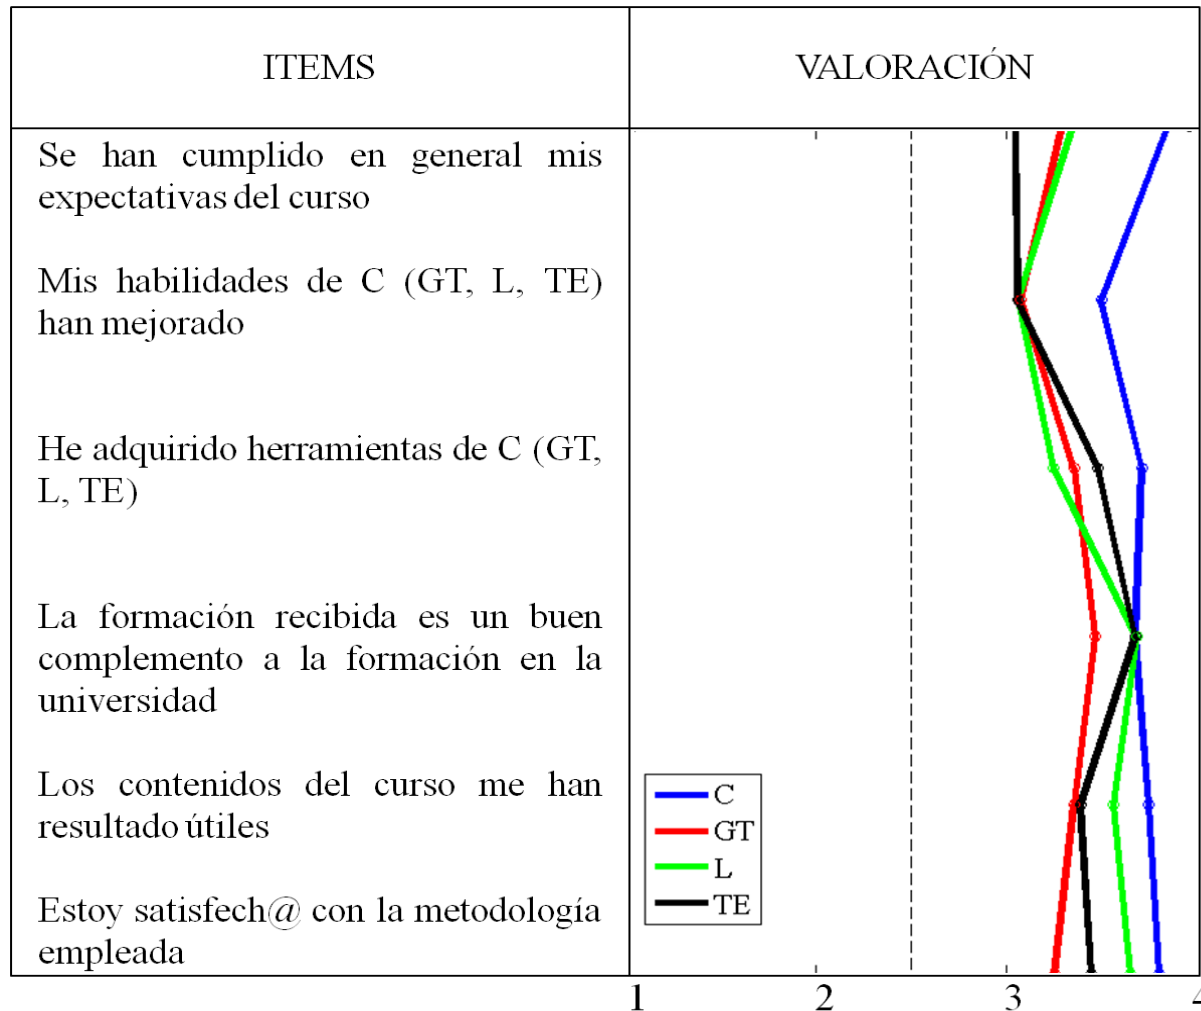 ITEMS
VALORACIÓN
Se han cumplido en general mis
expectativas del curso
Mis habilidades de C (GT, L, TE)
han mejorado
He adquirido herramientas de C (GT,
L, TE)
La formación recibida es un buen
complemento a la formación en la
universidad
Los contenidos del curso me han
resultado útiles
Estoy satisfech@ con la metodología
empleada
C
GT
L
TE
1 2 3 4